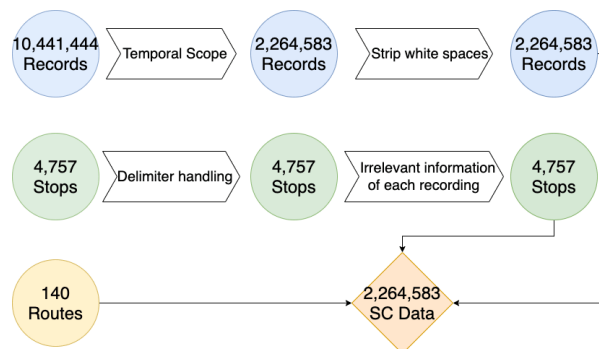 10,441,444
Records
Temporal Scope
2,264,583
Records
Strip white spaces
2,264,583
Records
4,757
Stops
Delimiter handling
4,757
Stops
Irrelevant information
of each recording
4,757
Stops
140
Routes
2,264,583
SC Data